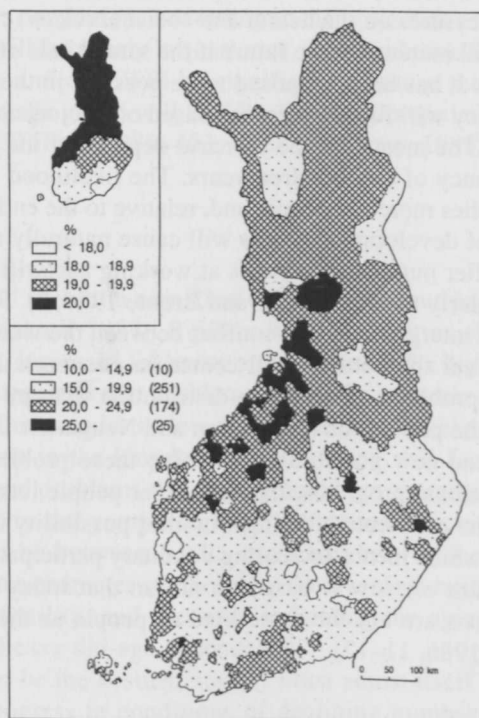 %
- 18,0
18,0 - 18,9
19,0 - 19,9
20,0 -
%
10,0 - 14,9 (10)
15,0 - 19,9 (251)
20,0 - 24,9 (174)
25,0 - (25)
0 50 100 km